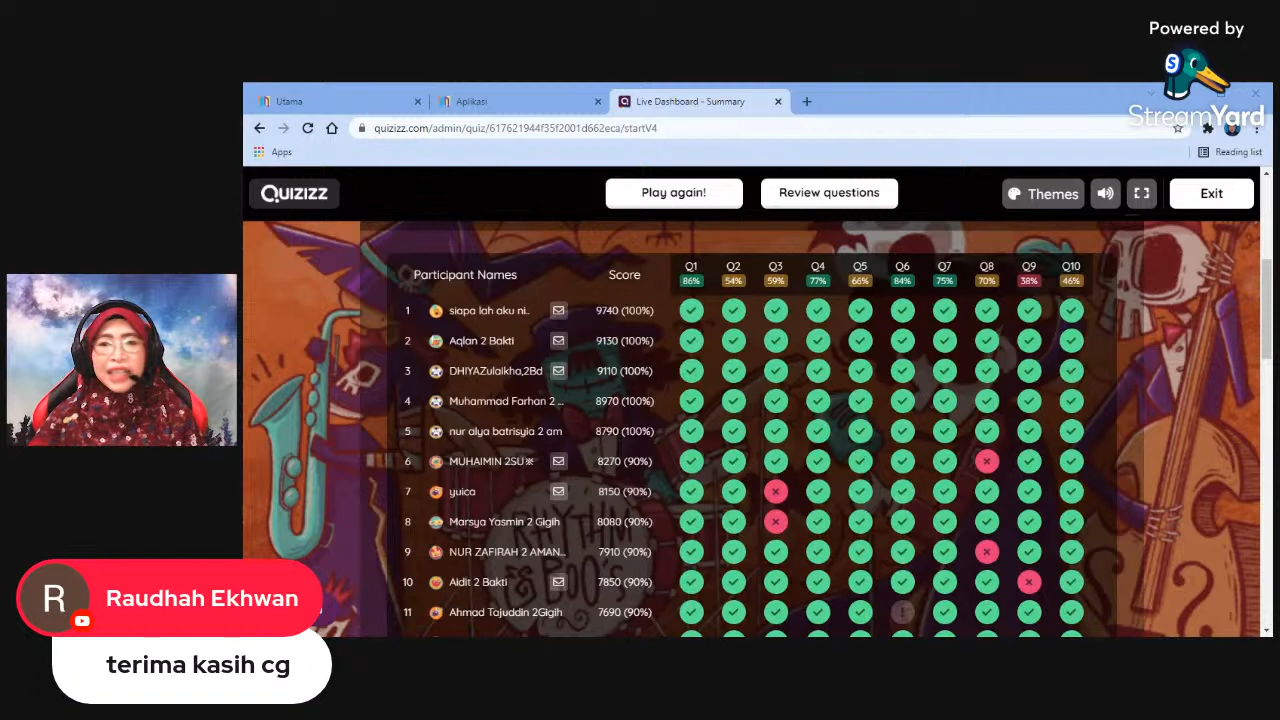 Powered by
StreamYard
Utama
Aplikasi
Live Dashboard - Summary
quizizz.com/admin/quiz/617621944f35f2001d662eca/startV4
Apps
Reading list
QUIZIZZ
Play again!
Review questions
Themes
Exit
Participant Names Score Q1 Q2 Q3 Q4 Q5 Q6 Q7 Q8 Q9 Q10
86% 54% 59% 77% 66% 84% 75% 70% 38% 46%
1 siapa lah aku ni.. 9740 (100%)
2 Aqlan 2 Bakti 9130 (100%)
3 DHIYAZulaikha,2Bd 9110 (100%)
4 Muhammad Farhan 2 ... 8970 (100%)
5 nur alya batrisyia 2 am 8790 (100%)
6 MUHAIMIN 2SU※ 8270 (90%)
7 yuica 8150 (90%)
8 Marsya Yasmin 2 Gigih 8080 (90%)
9 NUR ZAFIRAH 2 AMAN... 7910 (90%)
10 Aidit 2 Bakti 7850 (90%)
11 Ahmad Tajuddin 2Gigih 7690 (90%)
RHYTHM
R Raudhah Ekhwan
terima kasih cg